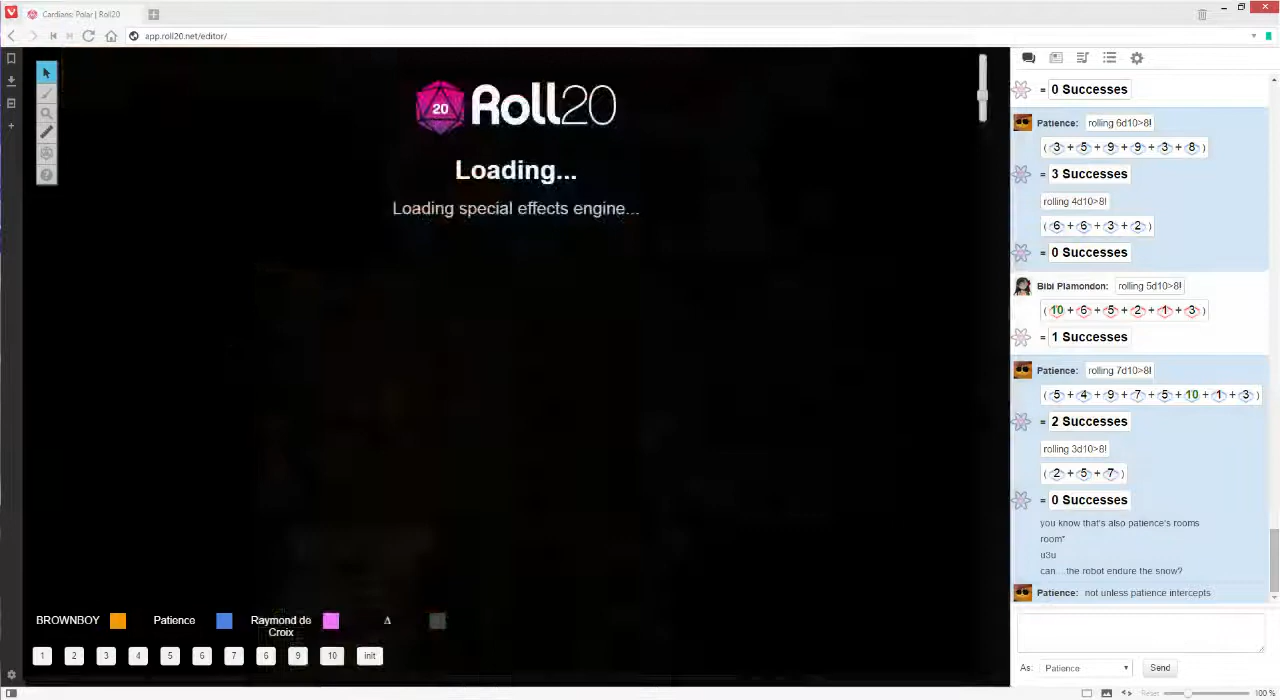 Cardians: Polar | Roll20
app.roll20.net/editor/
20 Roll20
Loading...
Loading special effects engine...
= 0 Successes
Patience: rolling 6d10>8!
( 3 + 5 + 9 + 9 + 3 + 8 )
= 3 Successes
rolling 4d10>8!
( 6 + 6 + 3 + 2 )
= 0 Successes
Bibi Plamondon: rolling 5d10>8!
( 10 + 6 + 5 + 2 + 1 + 3 )
= 1 Successes
Patience: rolling 7d10>8!
( 5 + 4 + 9 + 7 + 5 + 10 + 1 + 3 )
= 2 Successes
rolling 3d10>8!
( 2 + 5 + 7 )
= 0 Successes
you know that's also patience's rooms
room*
u3u
can....the robot endure the snow?
Patience: not unless patience intercepts
BROWNBOY Patience Raymond de Croix Δ
1 2 3 4 5 6 7 6 9 10 init
As: Patience Send
Reset 100 %